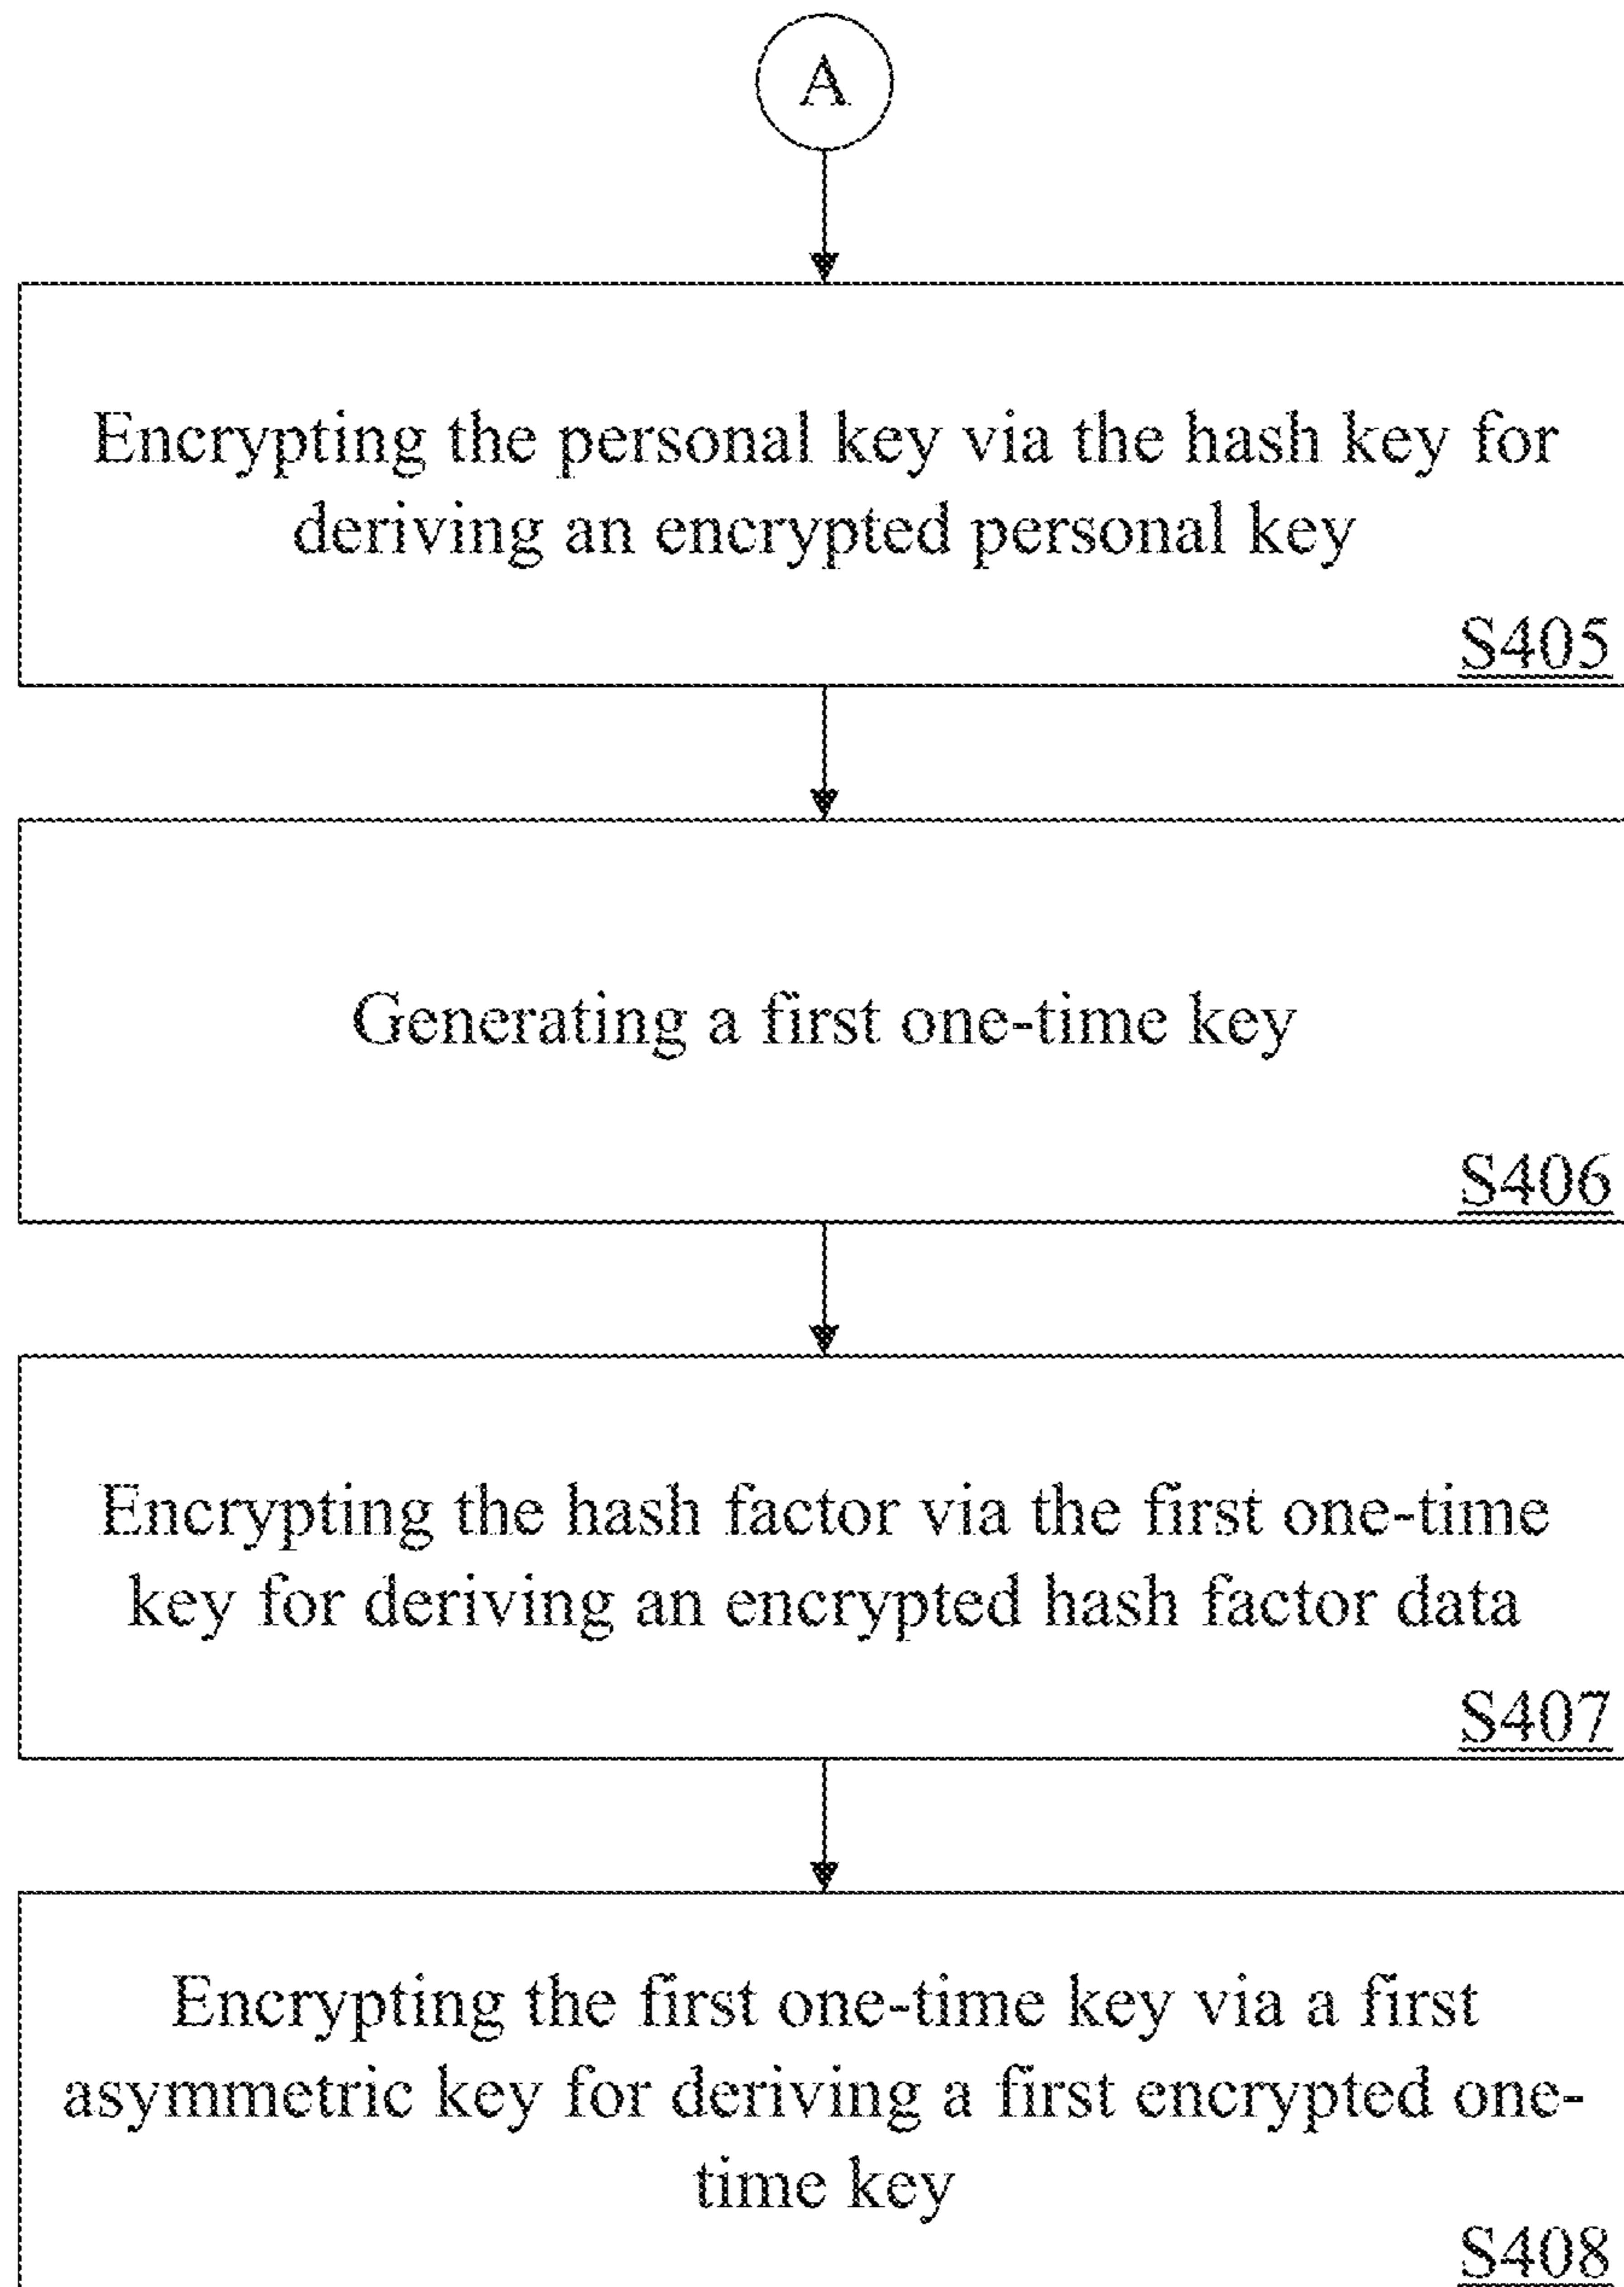 A
Encrypting the personal key via the hash key for
deriving an encrypted personal key
S405
Generating a first one-time key
S406
Encrypting the hash factor via the first one-time
key for deriving an encrypted hash factor data
S407
Encrypting the first one-time key via a first
asymmetric key for deriving a first encrypted one-
time key
S408